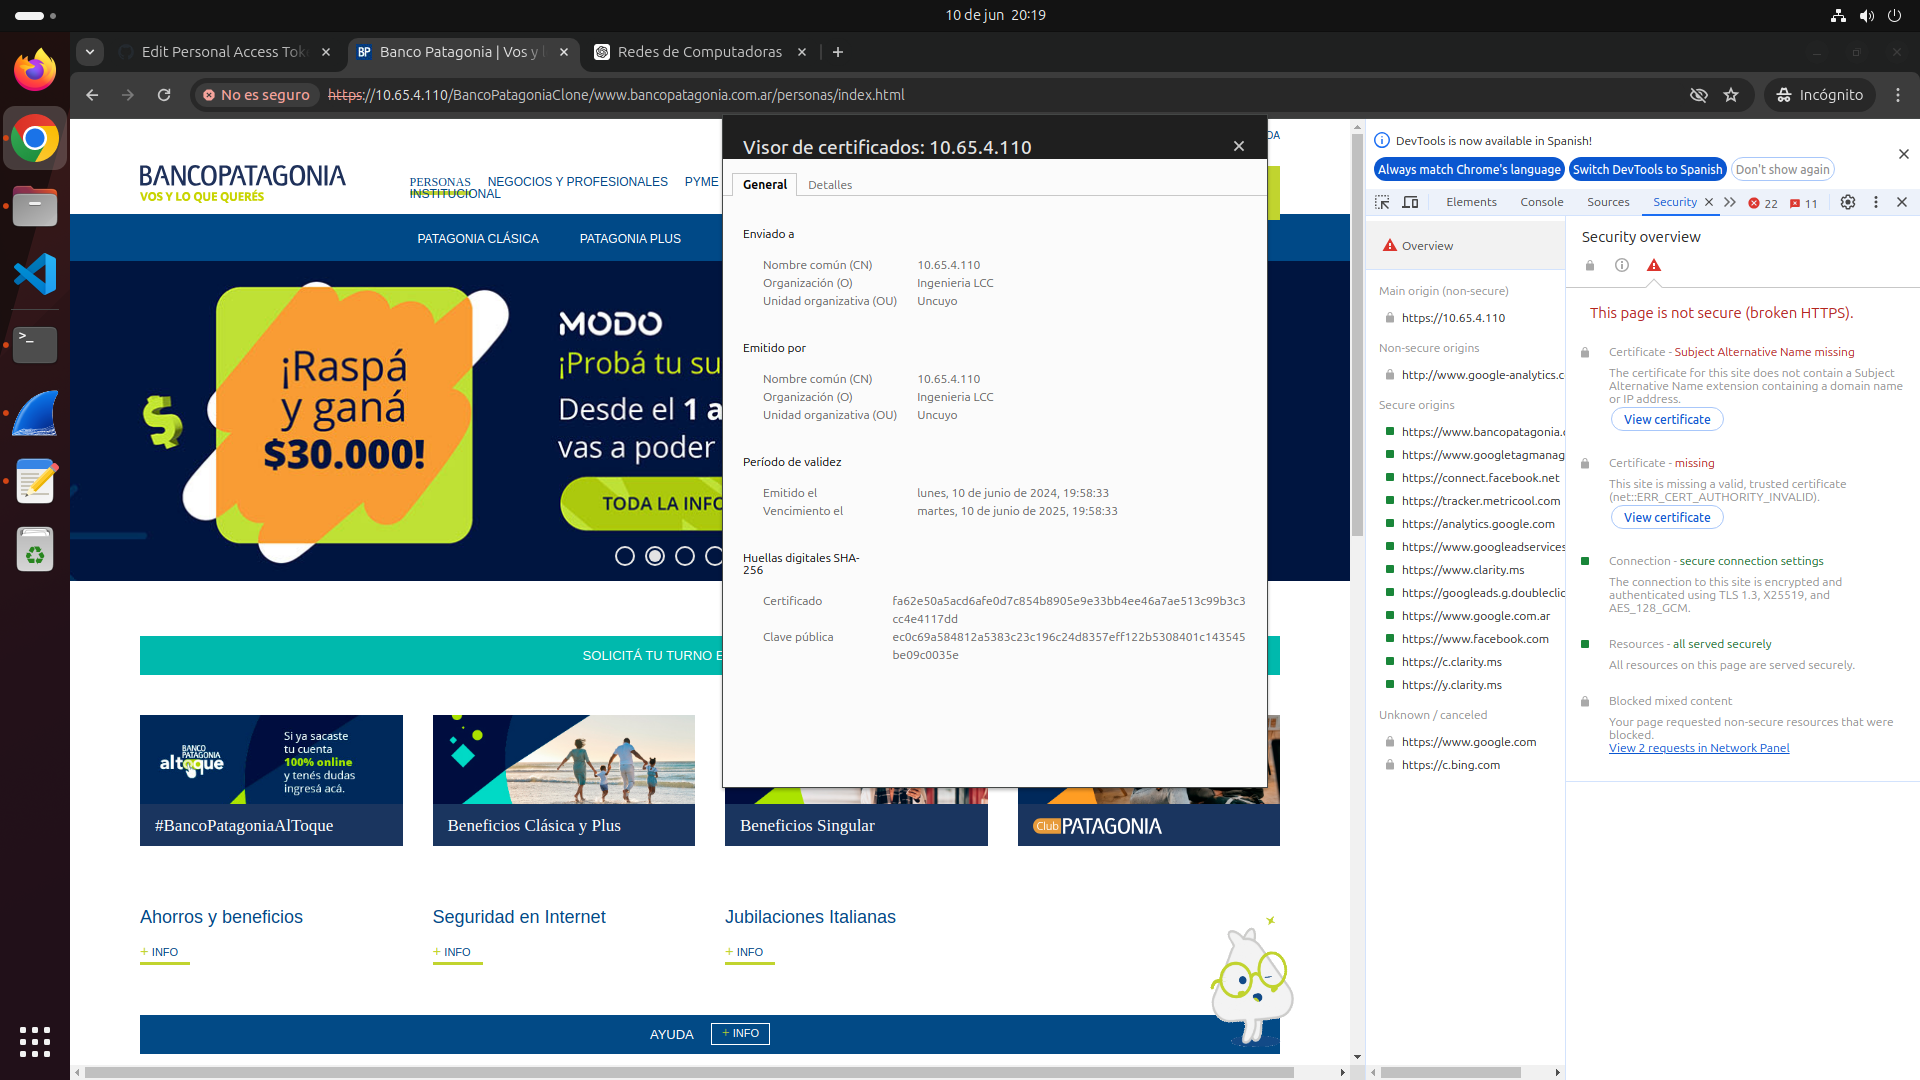 10 de jun 20:19
Edit Personal Access Tok
Banco Patagonia | Vos y l
Redes de Computadoras
No es seguro
https://10.65.4.110/BancoPatagoniaClone/www.bancopatagonia.com.ar/personas/index.html
Incógnito
BANCOPATAGONIA
VOS Y LO QUE QUERÉS
PERSONAS
NEGOCIOS Y PROFESIONALES
PYME
INSTITUCIONAL
DA
PATAGONIA CLÁSICA
PATAGONIA PLUS
¡Raspá
y ganá
$30.000!
MODO
¡Probá tu su
Desde el 1 a
vas a poder
TODA LA INFO
SOLICITÁ TU TURNO E
BANCO
PATAGONIA
altoque
Si ya sacaste
tu cuenta
100% online
y tenés dudas
ingresá acá.
#BancoPatagoniaAlToque
Beneficios Clásica y Plus
Beneficios Singular
Club PATAGONIA
Ahorros y beneficios
+ INFO
Seguridad en Internet
+ INFO
Jubilaciones Italianas
+ INFO
AYUDA
+ INFO
Visor de certificados: 10.65.4.110
General
Detalles
Enviado a
Nombre común (CN) 10.65.4.110
Organización (O) Ingenieria LCC
Unidad organizativa (OU) Uncuyo
Emitido por
Nombre común (CN) 10.65.4.110
Organización (O) Ingenieria LCC
Unidad organizativa (OU) Uncuyo
Período de validez
Emitido el lunes, 10 de junio de 2024, 19:58:33
Vencimiento el martes, 10 de junio de 2025, 19:58:33
Huellas digitales SHA-
256
Certificado fa62e50a5acd6afe0d7c854b8905e9e33bb4ee46a7ae513c99b3c3
cc4e4117dd
Clave pública ec0c69a584812a5383c23c196c24d8357eff122b5308401c143545
be09c0035e
DevTools is now available in Spanish!
Always match Chrome's language
Switch DevTools to Spanish
Don't show again
Elements
Console
Sources
Security
22
11
Overview
Main origin (non-secure)
https://10.65.4.110
Non-secure origins
http://www.google-analytics.c
Secure origins
https://www.bancopatagonia.
https://www.googletagmanag
https://connect.facebook.net
https://tracker.metricool.com
https://analytics.google.com
https://www.googleadservices
https://www.clarity.ms
https://googleads.g.doubleclic
https://www.google.com.ar
https://www.facebook.com
https://c.clarity.ms
https://y.clarity.ms
Unknown / canceled
https://www.google.com
https://c.bing.com
Security overview
This page is not secure (broken HTTPS).
Certificate - Subject Alternative Name missing
The certificate for this site does not contain a Subject
Alternative Name extension containing a domain name
or IP address.
View certificate
Certificate - missing
This site is missing a valid, trusted certificate
(net::ERR_CERT_AUTHORITY_INVALID).
View certificate
Connection - secure connection settings
The connection to this site is encrypted and
authenticated using TLS 1.3, X25519, and
AES_128_GCM.
Resources - all served securely
All resources on this page are served securely.
Blocked mixed content
Your page requested non-secure resources that were
blocked.
View 2 requests in Network Panel